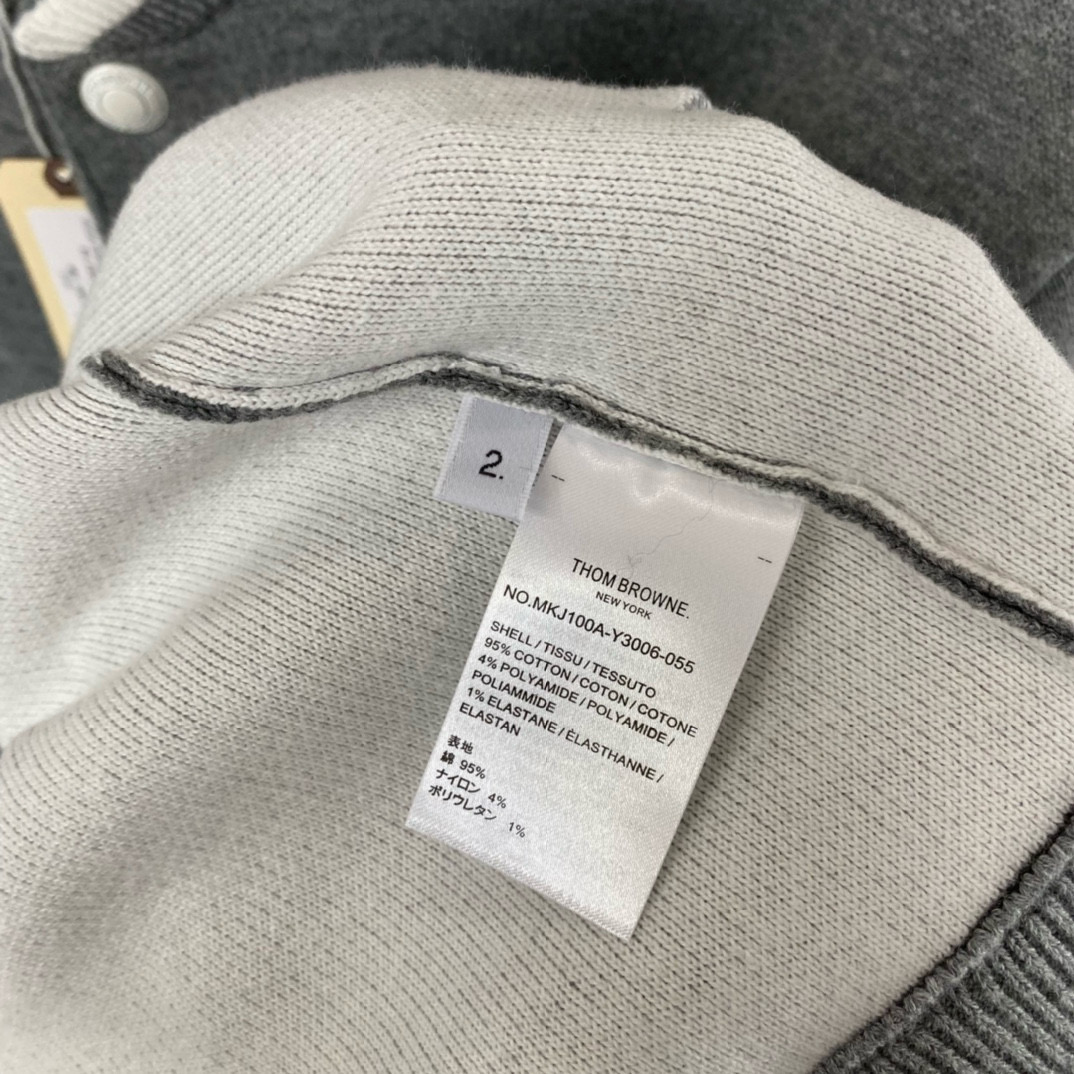 2.
THOM BROWNE.
NEW YORK
NO.MKJ100A-Y3006-055
SHELL / TISSU / TESSUTO
95% COTTON / COTON / COTONE
4% POLYAMIDE / POLYAMIDE /
POLIAMMIDE
1% ELASTANE / ÉLASTHANNE /
ELASTAN
表地
綿 95%
ナイロン 4%
ポリウレタン 1%